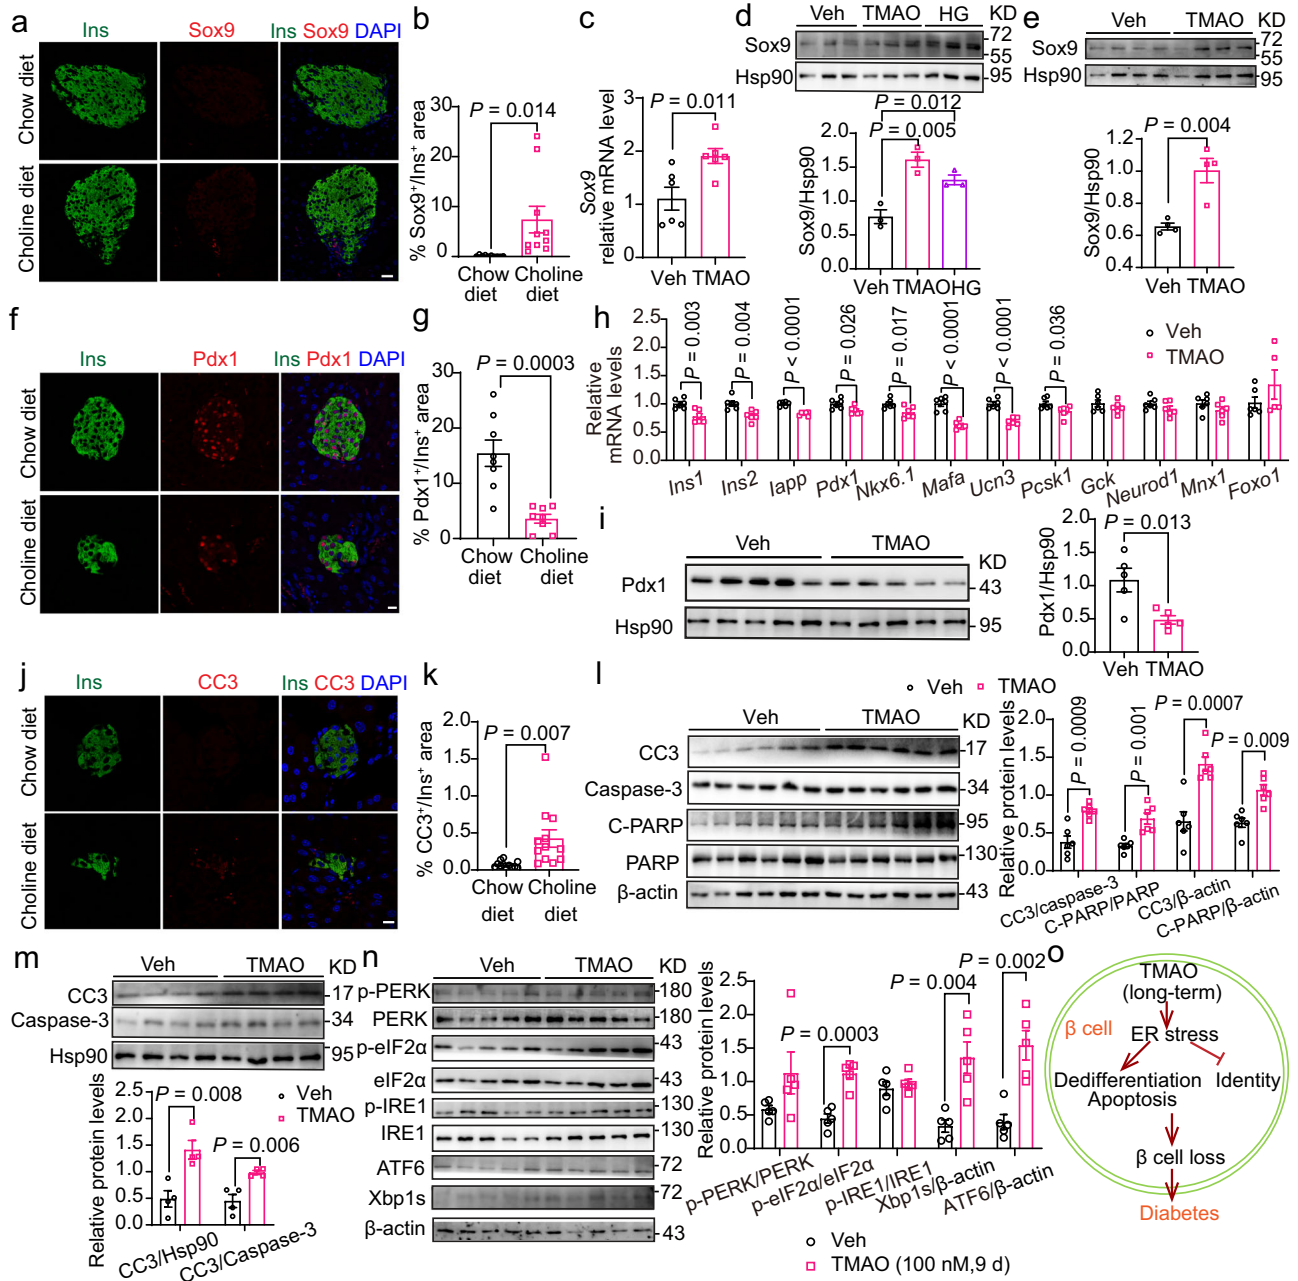 a
Ins
Sox9
Ins Sox9 DAPI
Chow diet
Choline diet
b
% Sox9⁺/Ins⁺ area
P = 0.014
30
20
10
0
Chow diet
Choline diet
c
Sox9
relative mRNA level
P = 0.011
3
2
1
0
Veh TMAO
d
Veh TMAO HG KD
Sox9
72
55
Hsp90
95
P = 0.012
P = 0.005
Sox9/Hsp90
2.0
1.5
1.0
0.5
0.0
Veh TMAO HG
e
Veh TMAO KD
Sox9
72
55
Hsp90
95
P = 0.004
Sox9/Hsp90
1.2
1.0
0.8
0.6
0.4
Veh TMAO
f
Ins
Pdx1
Ins Pdx1 DAPI
Chow diet
Choline diet
g
% Pdx1⁺/Ins⁺ area
P = 0.0003
30
20
10
0
Chow diet
Choline diet
h
Relative
mRNA levels
2.5
2.0
1.5
1.0
0.5
0.0
P = 0.003
P = 0.004
P < 0.0001
P = 0.026
P = 0.017
P < 0.0001
P < 0.0001
P = 0.036
Veh
TMAO
Ins1
Ins2
Iapp
Pdx1
Nkx6.1
Mafa
Ucn3
Pcsk1
Gck
Neurod1
Mnx1
Foxo1
i
Veh TMAO
KD
Pdx1
43
Hsp90
95
Pdx1/Hsp90
P = 0.013
2.0
1.5
1.0
0.5
0.0
Veh TMAO
j
Ins
CC3
Ins CC3 DAPI
Chow diet
Choline diet
k
% CC3⁺/Ins⁺ area
P = 0.007
2.0
1.5
1.0
0.5
0.0
Chow diet
Choline diet
l
Veh TMAO
Veh TMAO KD
CC3
17
Caspase-3
34
C-PARP
95
PARP
130
β-actin
43
Relative protein levels
2.0
1.5
1.0
0.5
0.0
P = 0.0009
P = 0.001
P = 0.0007
P = 0.009
CC3/caspase-3
C-PARP/PARP
CC3/β-actin
C-PARP/β-actin
m
Veh TMAO KD
CC3
17
Caspase-3
34
Hsp90
95
Relative protein levels
2.0
1.5
1.0
0.5
0.0
P = 0.008
P = 0.006
Veh
TMAO
CC3/Hsp90
CC3/Caspase-3
n
Veh TMAO KD
p-PERK
180
PERK
180
p-eIF2α
43
eIF2α
43
p-IRE1
130
IRE1
130
ATF6
72
Xbp1s
72
β-actin
43
Relative protein levels
2.5
2.0
1.5
1.0
0.5
0.0
P = 0.0003
P = 0.004
P = 0.002
p-PERK/PERK
p-eIF2α/eIF2α
p-IRE1/IRE1
Xbp1s/β-actin
ATF6/β-actin
Veh
TMAO (100 nM,9 d)
o
TMAO
(long-term)
β cell
ER stress
Dedifferentiation
Apoptosis
Identity
β cell loss
Diabetes